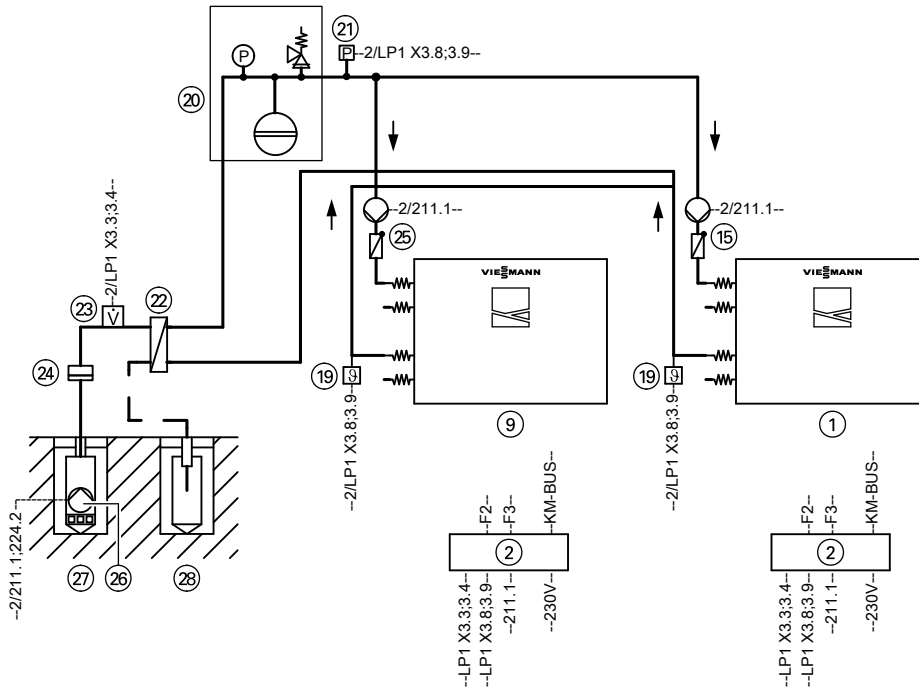 21
P
P
--2/LP1 X3.8;3.9--
20
--2/LP1 X3.3;3.4--
--2/211.1--
--2/211.1--
25
15
VIESMANN
VIESMANN
23
V
22
24
19
ϑ
19
ϑ
--2/LP1 X3.8;3.9--
--2/LP1 X3.8;3.9--
9
1
--2/211.1;224.2--
27
26
28
--F2--
--F3--
--KM-BUS--
2
--LP1 X3.3;3.4--
--LP1 X3.8;3.9--
--211.1--
--230V--
--F2--
--F3--
--KM-BUS--
2
--LP1 X3.3;3.4--
--LP1 X3.8;3.9--
--211.1--
--230V--